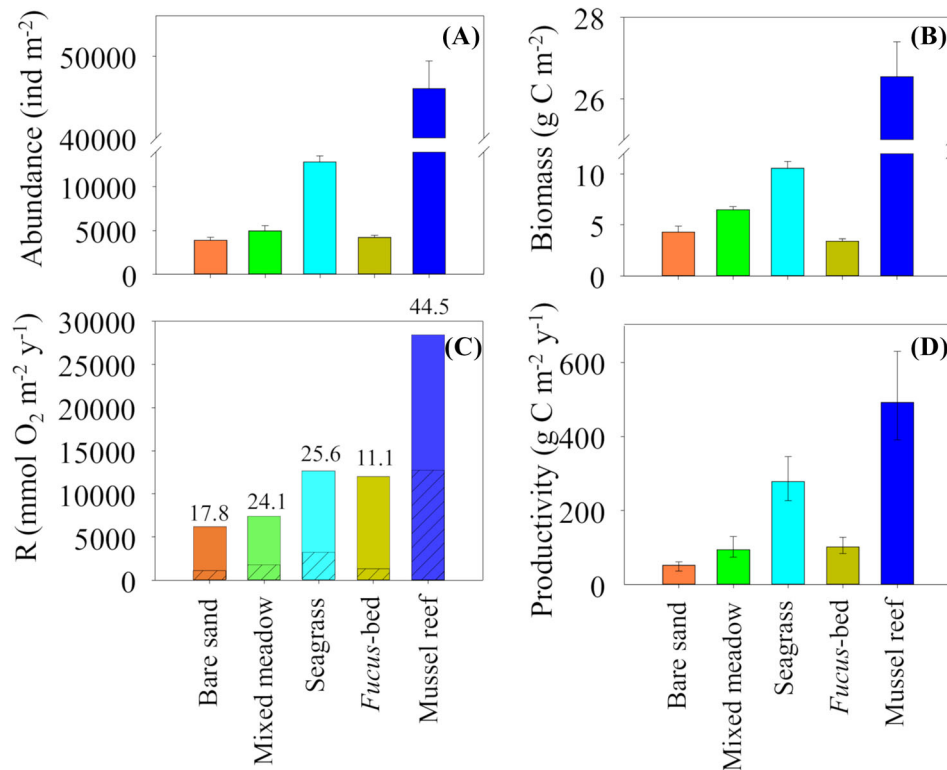 (A)
Abundance (ind m⁻²)
50000
40000
10000
5000
0
(B)
Biomass (g C m⁻²)
28
26
10
5
0
(C)
R (mmol O₂ m⁻² y⁻¹)
30000
25000
20000
15000
10000
5000
0
17.8
24.1
25.6
11.1
44.5
Bare sand
Mixed meadow
Seagrass
Fucus-bed
Mussel reef
(D)
Productivity (g C m⁻² y⁻¹)
600
400
200
0
Bare sand
Mixed meadow
Seagrass
Fucus-bed
Mussel reef